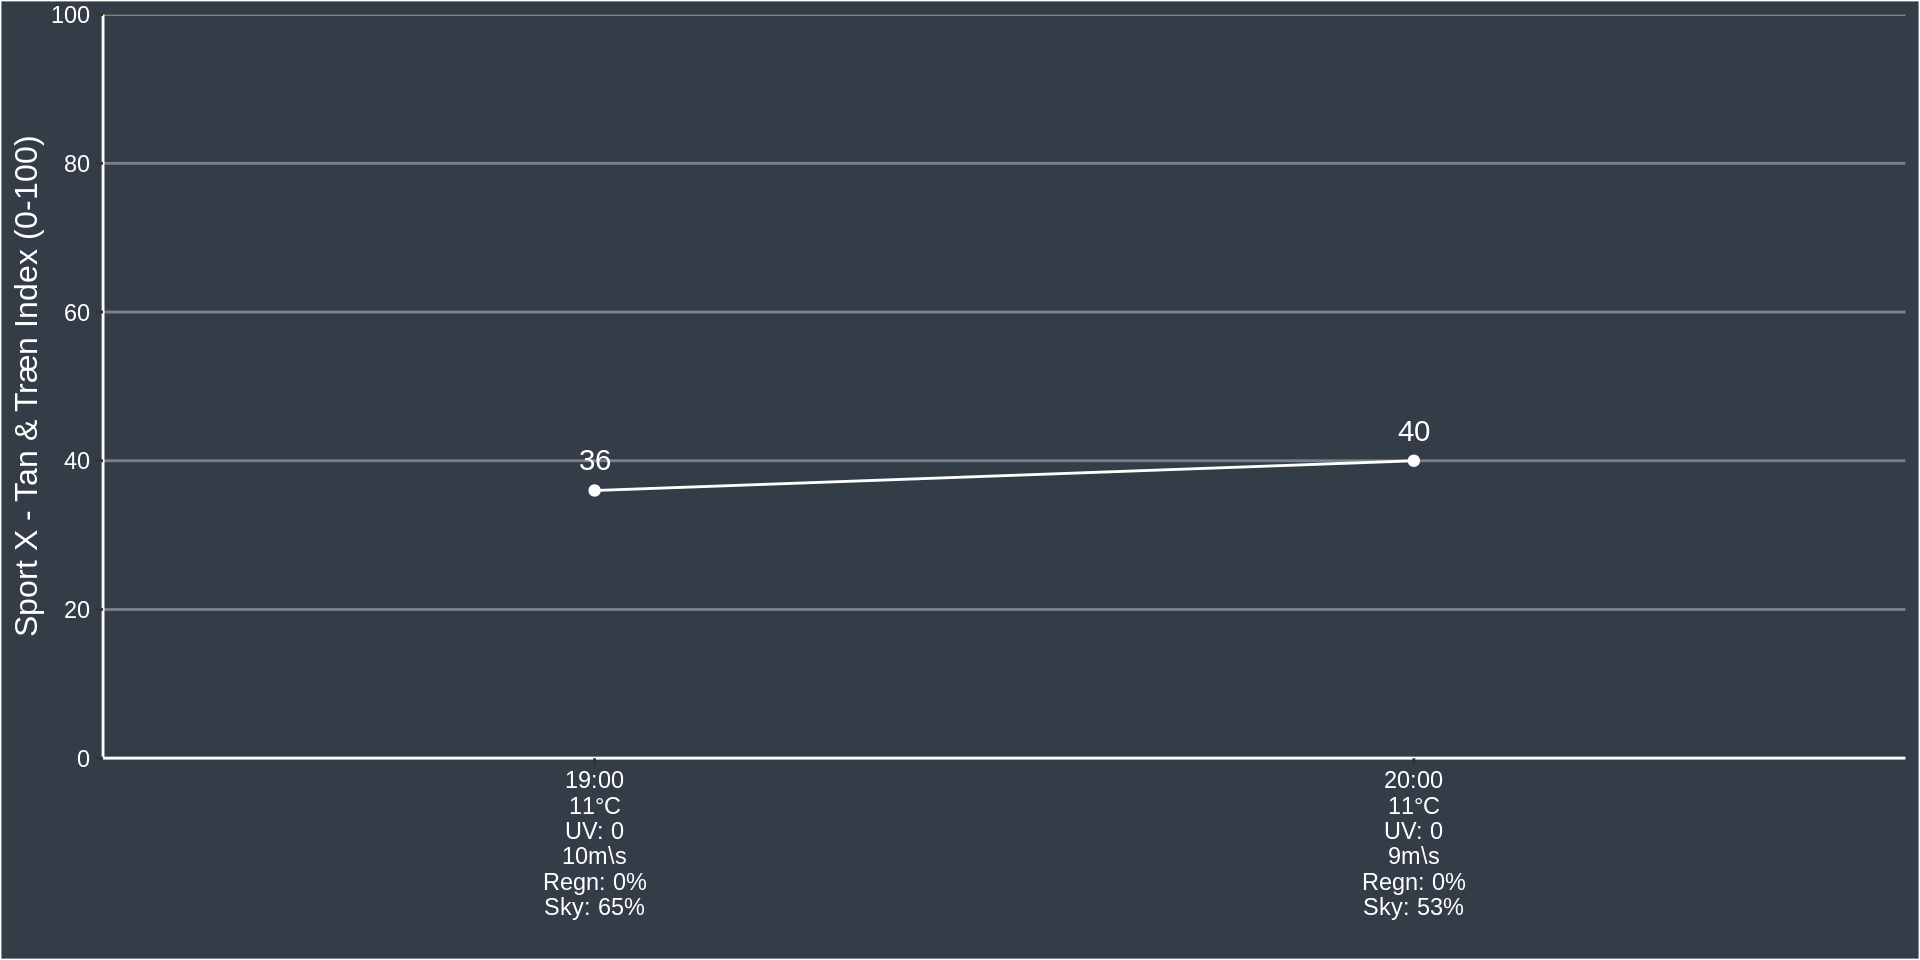 Sport X - Tan & Træn Index (0-100)
100
80
60
40
20
0
36
40
19:00
11°C
UV: 0
10m\s
Regn: 0%
Sky: 65%
20:00
11°C
UV: 0
9m\s
Regn: 0%
Sky: 53%